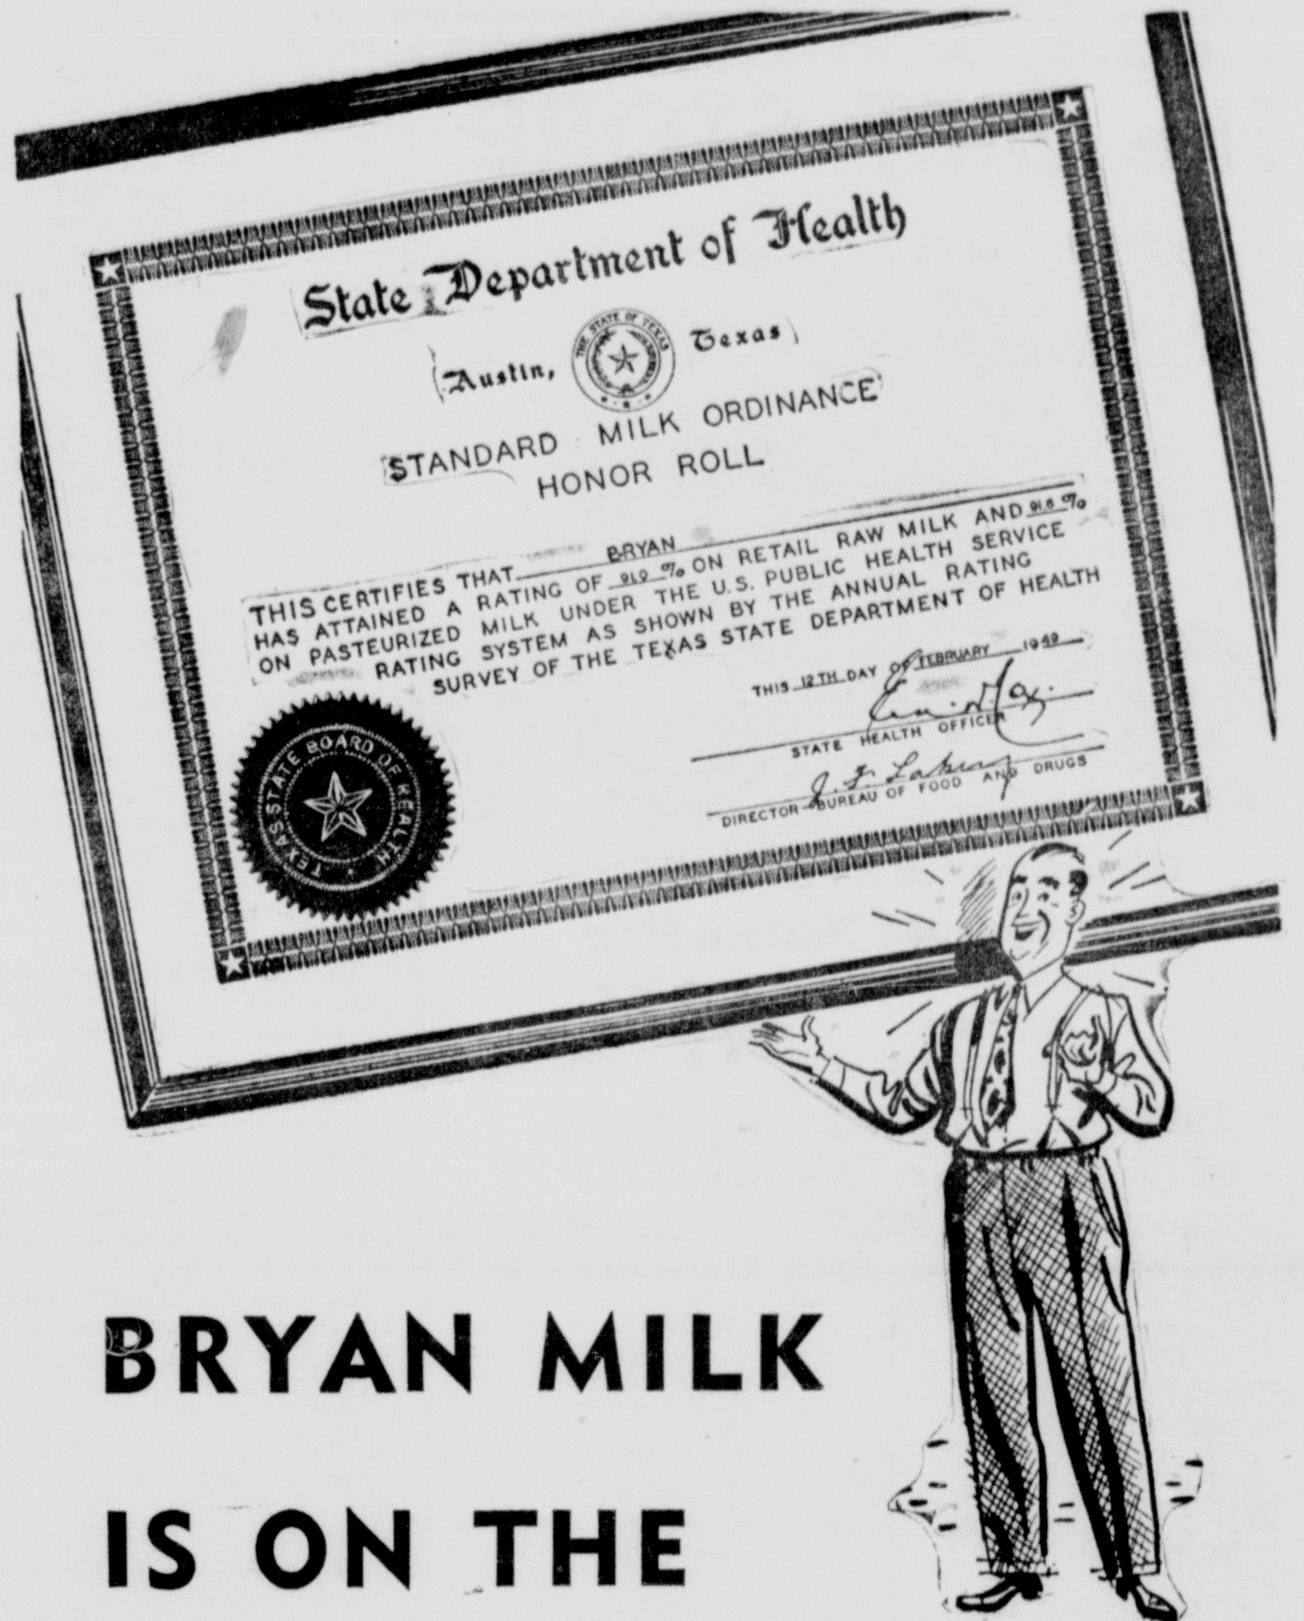 State Department of Health
Austin, Texas
THE STATE OF TEXAS
STANDARD MILK ORDINANCE
HONOR ROLL
THIS CERTIFIES THAT BRYAN
HAS ATTAINED A RATING OF % ON RETAIL RAW MILK AND %
ON PASTEURIZED MILK UNDER THE U.S. PUBLIC HEALTH SERVICE
RATING SYSTEM AS SHOWN BY THE ANNUAL RATING
SURVEY OF THE TEXAS STATE DEPARTMENT OF HEALTH
THIS 12TH DAY OF FEBRUARY 1949
STATE HEALTH OFFICER
DIRECTOR-BUREAU OF FOOD AND DRUGS
TEXAS STATE BOARD OF HEALTH
BRYAN MILK
IS ON THE